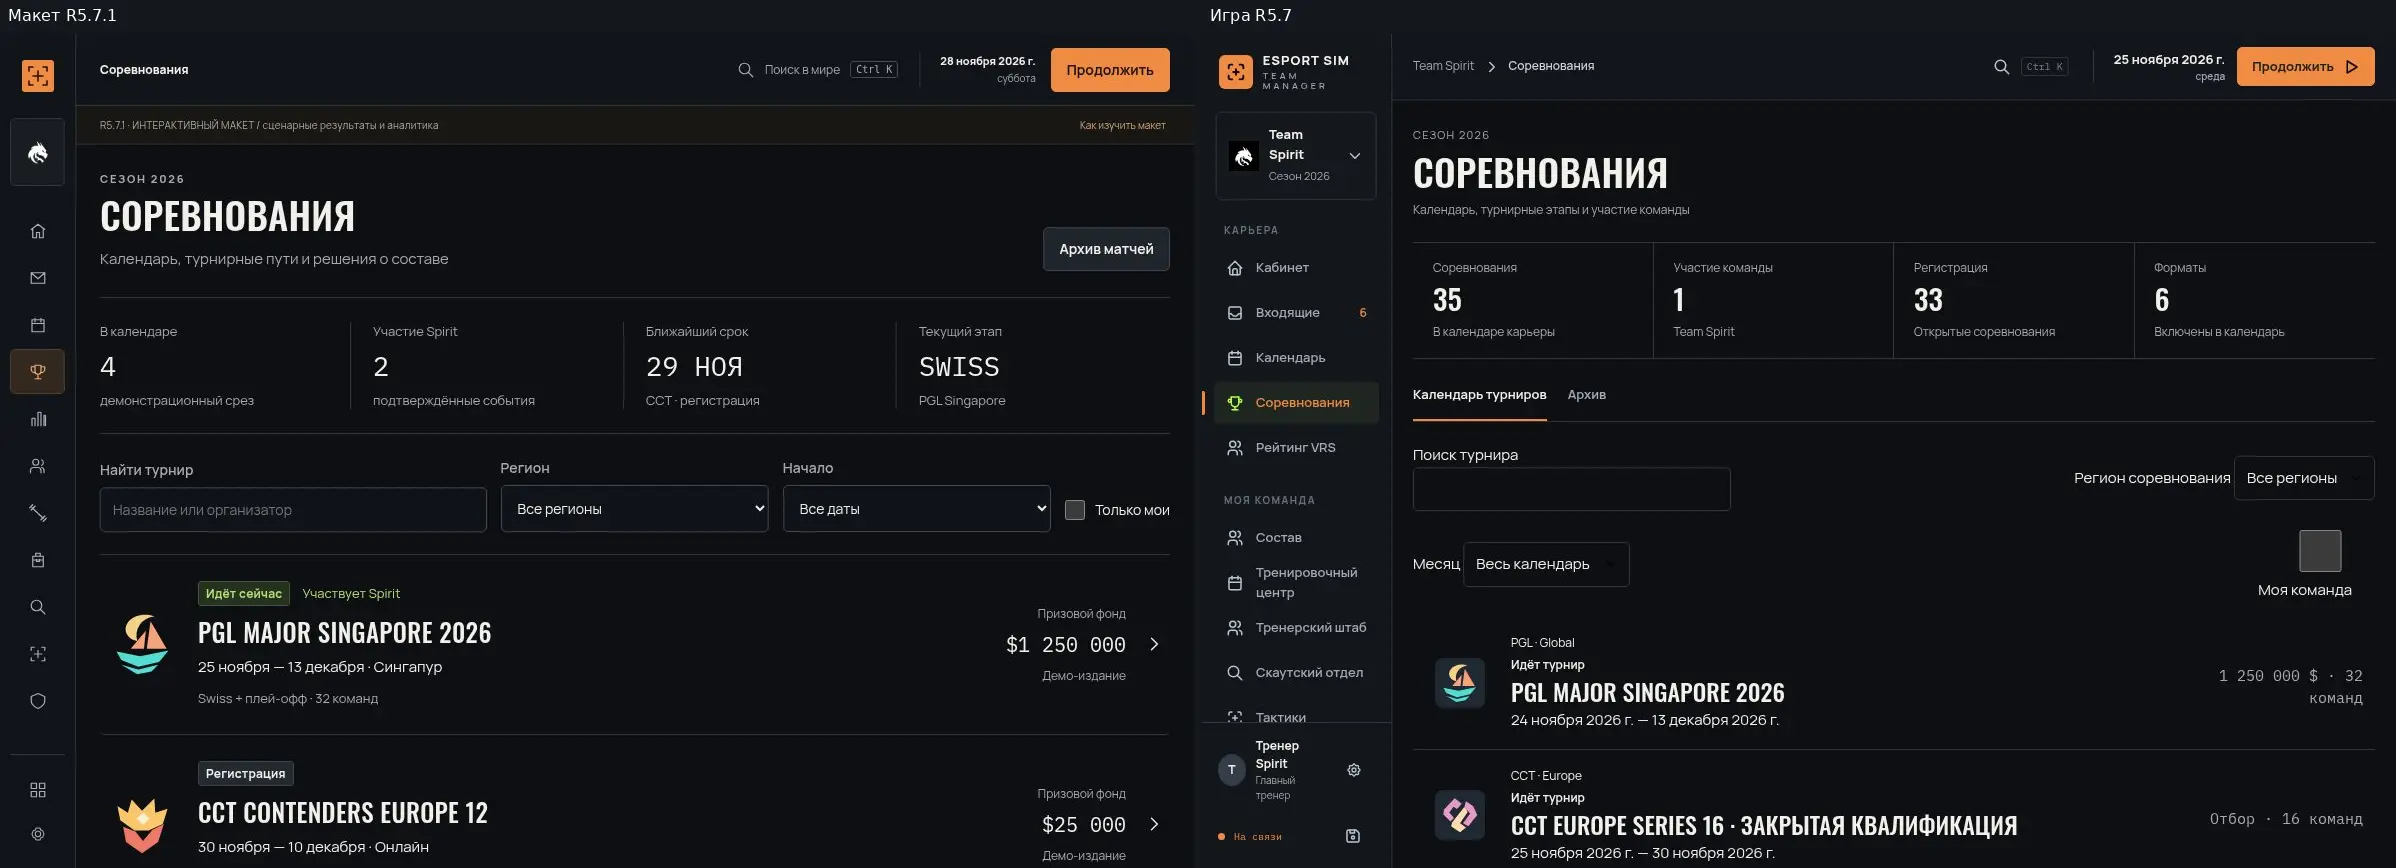 Макет R5.7.1
Соревнования
Поиск в мире
Ctrl K
28 ноября 2026 г.
суббота
Продолжить
R5.7.1 · ИНТЕРАКТИВНЫЙ МАКЕТ / сценарные результаты и аналитика
Как изучить макет
СЕЗОН 2026
СОРЕВНОВАНИЯ
Календарь, турнирные пути и решения о составе
Архив матчей
В календаре
4
демонстрационный срез
Участие Spirit
2
подтверждённые события
Ближайший срок
29 НОЯ
CCT · регистрация
Текущий этап
SWISS
PGL Singapore
Найти турнир
Название или организатор
Регион
Все регионы
Начало
Все даты
Только мои
Идёт сейчас
Участвует Spirit
PGL MAJOR SINGAPORE 2026
25 ноября — 13 декабря · Сингапур
Swiss + плей-офф · 32 команд
Призовой фонд
$1 250 000
Демо-издание
Регистрация
CCT CONTENDERS EUROPE 12
30 ноября — 10 декабря · Онлайн
Призовой фонд
$25 000
Демо-издание
Игра R5.7
ESPORT SIM
TEAM
MANAGER
Team
Spirit
Сезон 2026
КАРЬЕРА
Кабинет
Входящие
6
Календарь
Соревнования
Рейтинг VRS
МОЯ КОМАНДА
Состав
Тренировочный
центр
Тренерский штаб
Скаутский отдел
Тактики
Т
Тренер
Spirit
Главный
тренер
На связи
Team Spirit
Соревнования
Ctrl K
25 ноября 2026 г.
среда
Продолжить
СЕЗОН 2026
СОРЕВНОВАНИЯ
Календарь, турнирные этапы и участие команды
Соревнования
35
В календаре карьеры
Участие команды
1
Team Spirit
Регистрация
33
Открытые соревнования
Форматы
6
Включены в календарь
Календарь турниров
Архив
Поиск турнира
Регион соревнования
Все регионы
Месяц
Весь календарь
Моя команда
PGL · Global
Идёт турнир
PGL MAJOR SINGAPORE 2026
24 ноября 2026 г. — 13 декабря 2026 г.
1 250 000 $ · 32
команд
CCT · Europe
Идёт турнир
CCT EUROPE SERIES 16 · ЗАКРЫТАЯ КВАЛИФИКАЦИЯ
25 ноября 2026 г. — 30 ноября 2026 г.
Отбор · 16 команд